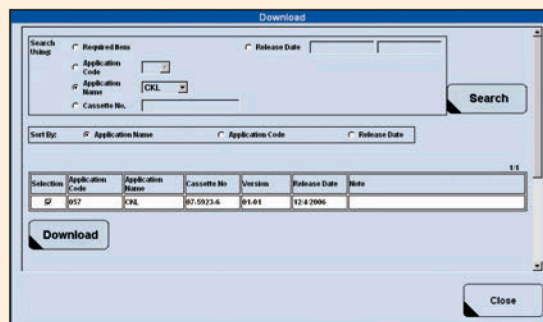 Download
Search Using:
Required Item
Release Date
Application Code
Application Name
CKL
Cassette No.
Search
Sort By:
Application Name
Application Code
Release Date
1/1
Selection Application Code Application Name Cassette No Version Release Date Note
057 CKL 07-5923-6 01-01 12/4/2006
Download
Close